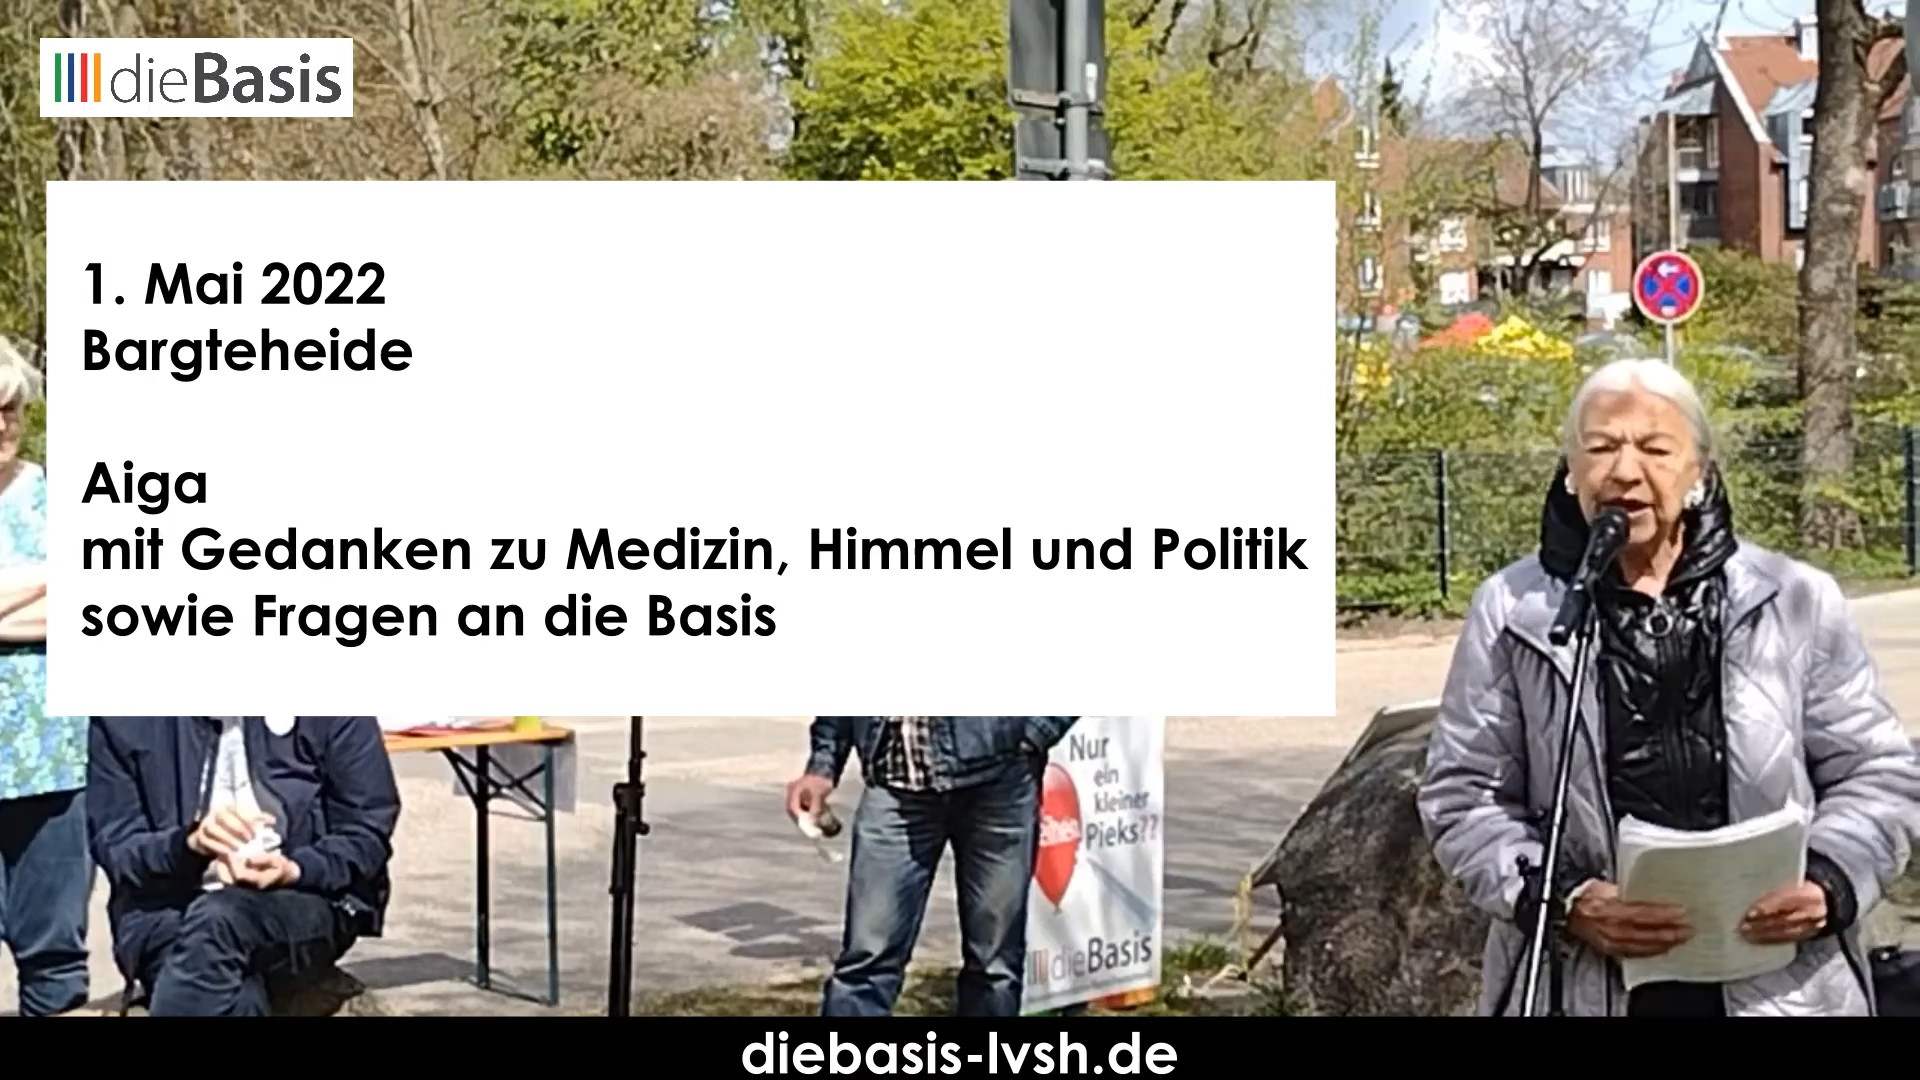 dieBasis
1. Mai 2022
Bargteheide
Aiga
mit Gedanken zu Medizin, Himmel und Politik
sowie Fragen an die Basis
Nur
ein
kleiner
Pieks??
dieBasis
diebasis-lvsh.de